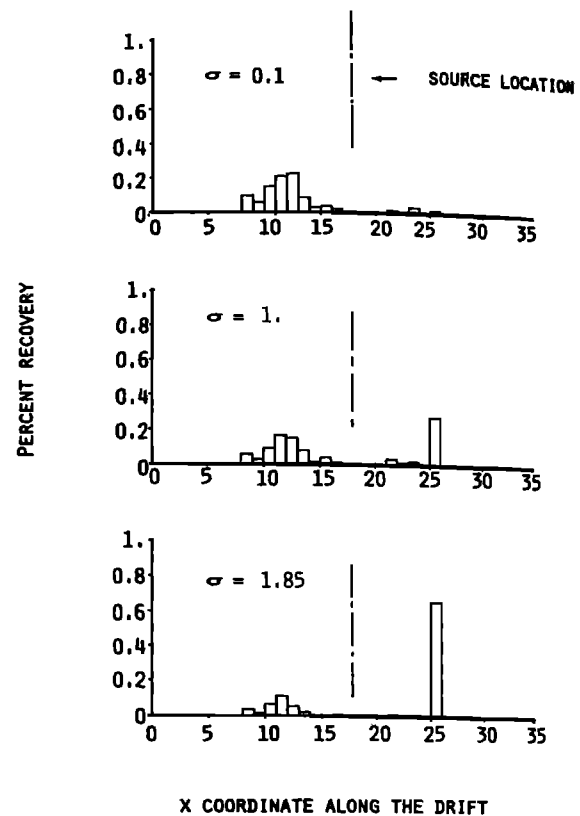 1.
0.8
σ = 0.1
← SOURCE LOCATION
0.6
0.4
0.2
0
0 5 10 15 20 25 30 35
PERCENT RECOVERY
1.
0.8
σ = 1.
0.6
0.4
0.2
0
0 5 10 15 20 25 30 35
1.
0.8
σ = 1.85
0.6
0.4
0.2
0
0 5 10 15 20 25 30 35
X COORDINATE ALONG THE DRIFT